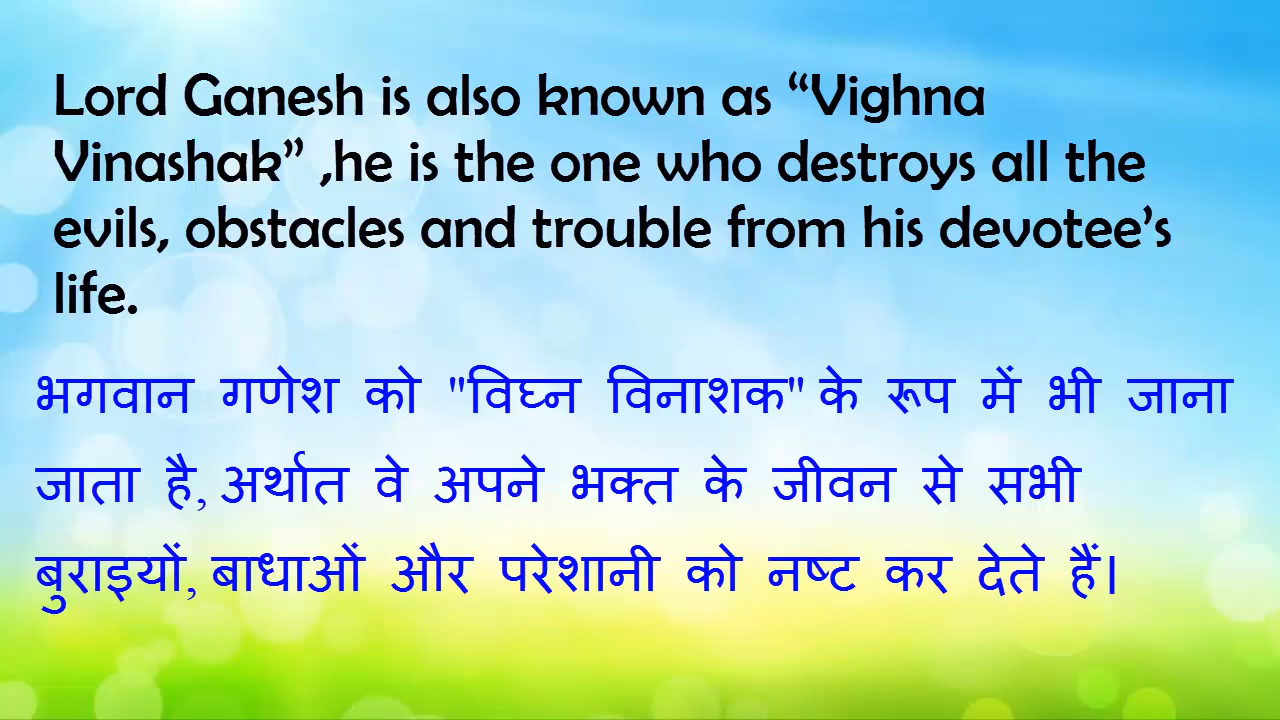 Lord Ganesh is also known as “Vighna
Vinashak” ,he is the one who destroys all the
evils, obstacles and trouble from his devotee’s
life.
भगवान गणेश को "विघ्न विनाशक" के रूप में भी जाना
जाता है, अर्थात वे अपने भक्त के जीवन से सभी
बुराइयों, बाधाओं और परेशानी को नष्ट कर देते हैं।